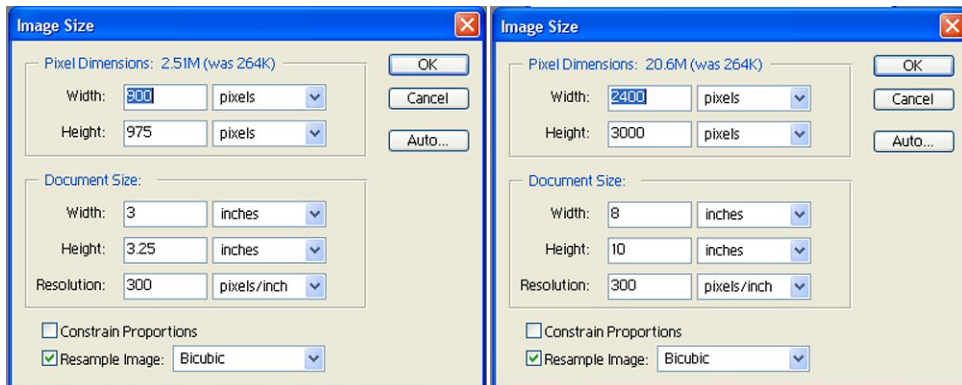 Image Size
Pixel Dimensions: 2.51M (was 264K)
Width: 900 pixels
Height: 975 pixels
OK
Cancel
Auto...
Document Size:
Width: 3 inches
Height: 3.25 inches
Resolution: 300 pixels/inch
Constrain Proportions
Resample Image: Bicubic
Image Size
Pixel Dimensions: 20.6M (was 264K)
Width: 2400 pixels
Height: 3000 pixels
OK
Cancel
Auto...
Document Size:
Width: 8 inches
Height: 10 inches
Resolution: 300 pixels/inch
Constrain Proportions
Resample Image: Bicubic